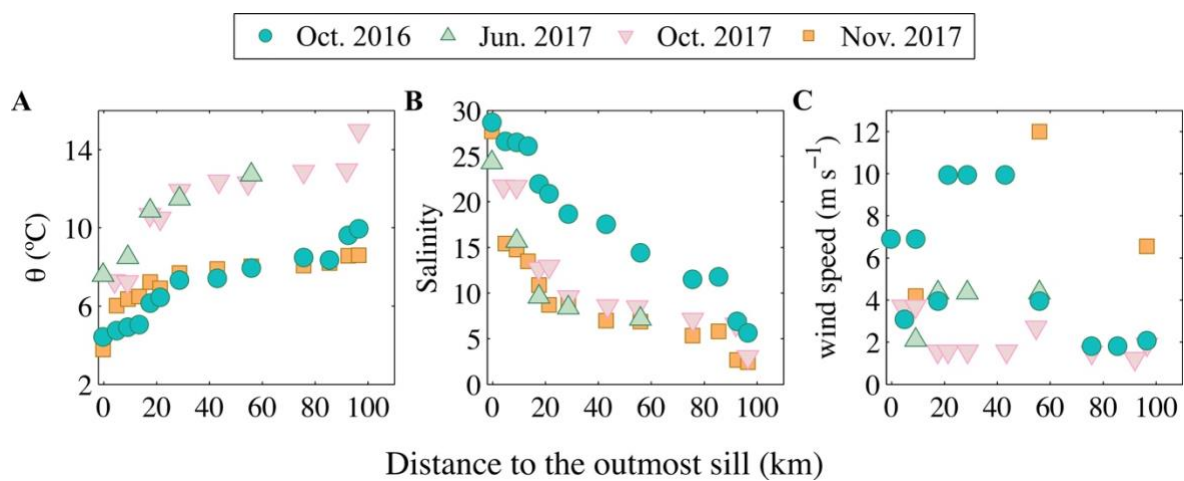 Oct. 2016 Jun. 2017 Oct. 2017 Nov. 2017
A
θ (ºC)
14
10
6
2
0 20 40 60 80 100
B
Salinity
30
25
20
15
10
5
0
0 20 40 60 80 100
C
wind speed (m s⁻¹)
12
10
8
6
4
2
0
0 20 40 60 80 100
Distance to the outmost sill (km)